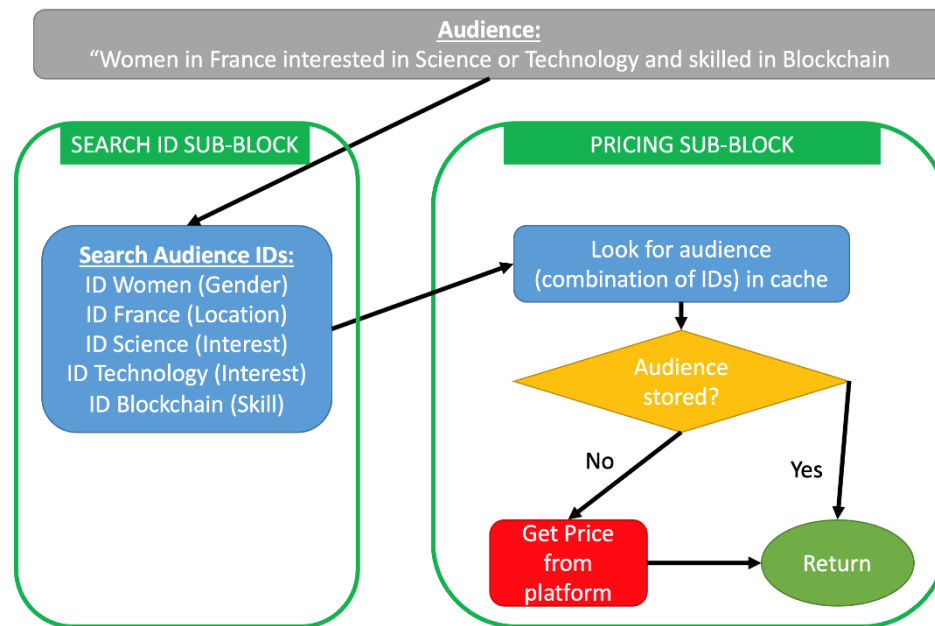 Audience:
“Women in France interested in Science or Technology and skilled in Blockchain
SEARCH ID SUB-BLOCK
Search Audience IDs:
ID Women (Gender)
ID France (Location)
ID Science (Interest)
ID Technology (Interest)
ID Blockchain (Skill)
PRICING SUB-BLOCK
Look for audience
(combination of IDs) in cache
Audience
stored?
No
Yes
Get Price
from
platform
Return